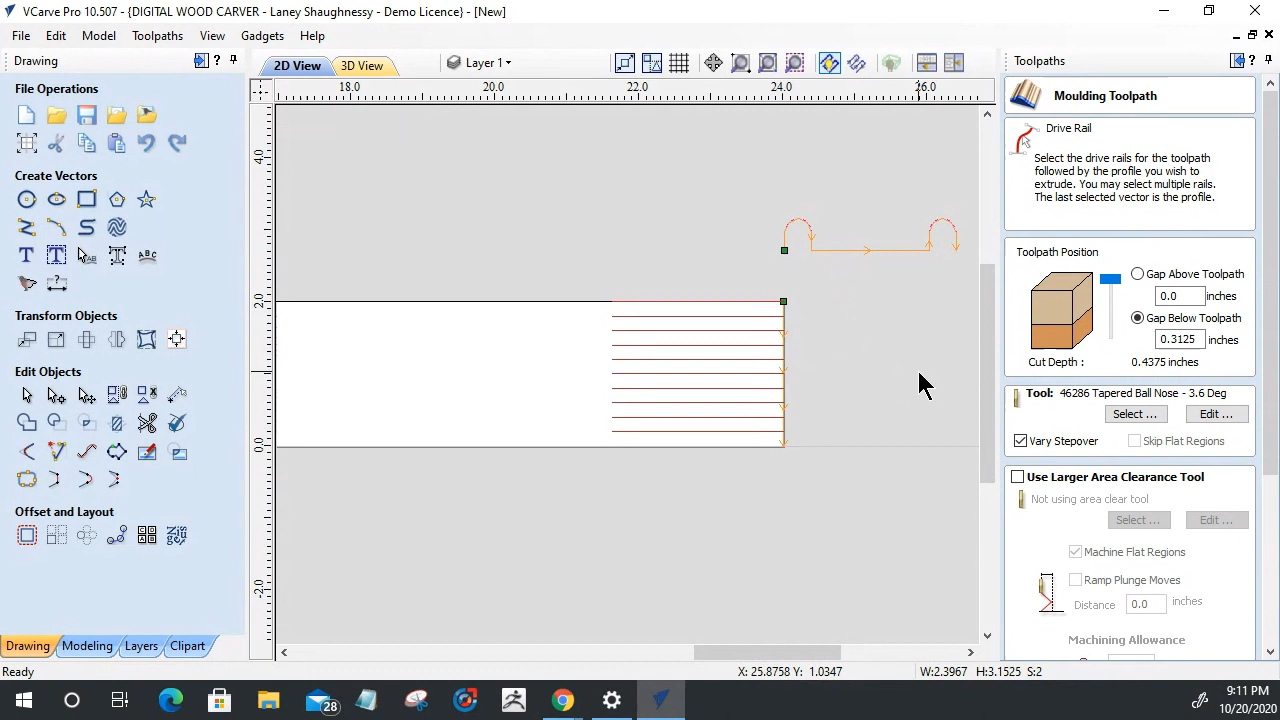 VCarve Pro 10.507 - {DIGITAL WOOD CARVER - Laney Shaughnessy - Demo Licence} - [New]
File Edit Model Toolpaths View Gadgets Help
Drawing
?
2D View
3D View
Layer 1
Toolpaths
?
File Operations
Create Vectors
ABC
Transform Objects
Edit Objects
Offset and Layout
Drawing Modeling Layers Clipart
18.0 20.0 22.0 24.0 26.0
4.0
2.0
0.0
-2.0
Moulding Toolpath
Drive Rail
Select the drive rails for the toolpath
followed by the profile you wish to
extrude. You may select multiple rails.
The last selected vector is the profile.
Toolpath Position
Gap Above Toolpath
0.0 inches
Gap Below Toolpath
0.3125 inches
Cut Depth : 0.4375 inches
Tool: 46286 Tapered Ball Nose - 3.6 Deg
Select ... Edit ...
Vary Stepover Skip Flat Regions
Use Larger Area Clearance Tool
Not using area clear tool
Select ... Edit ...
Machine Flat Regions
Ramp Plunge Moves
Distance 0.0 inches
Machining Allowance
Ready
X: 25.8758 Y: 1.0347
W:2.3967 H:3.1525 S:2
28
9:11 PM
10/20/2020